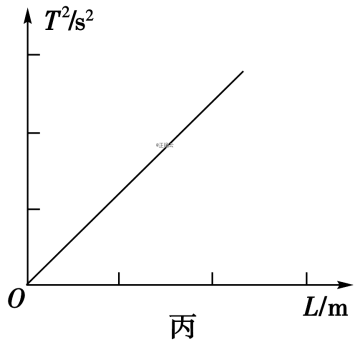 T²/s²
O
L/m
丙